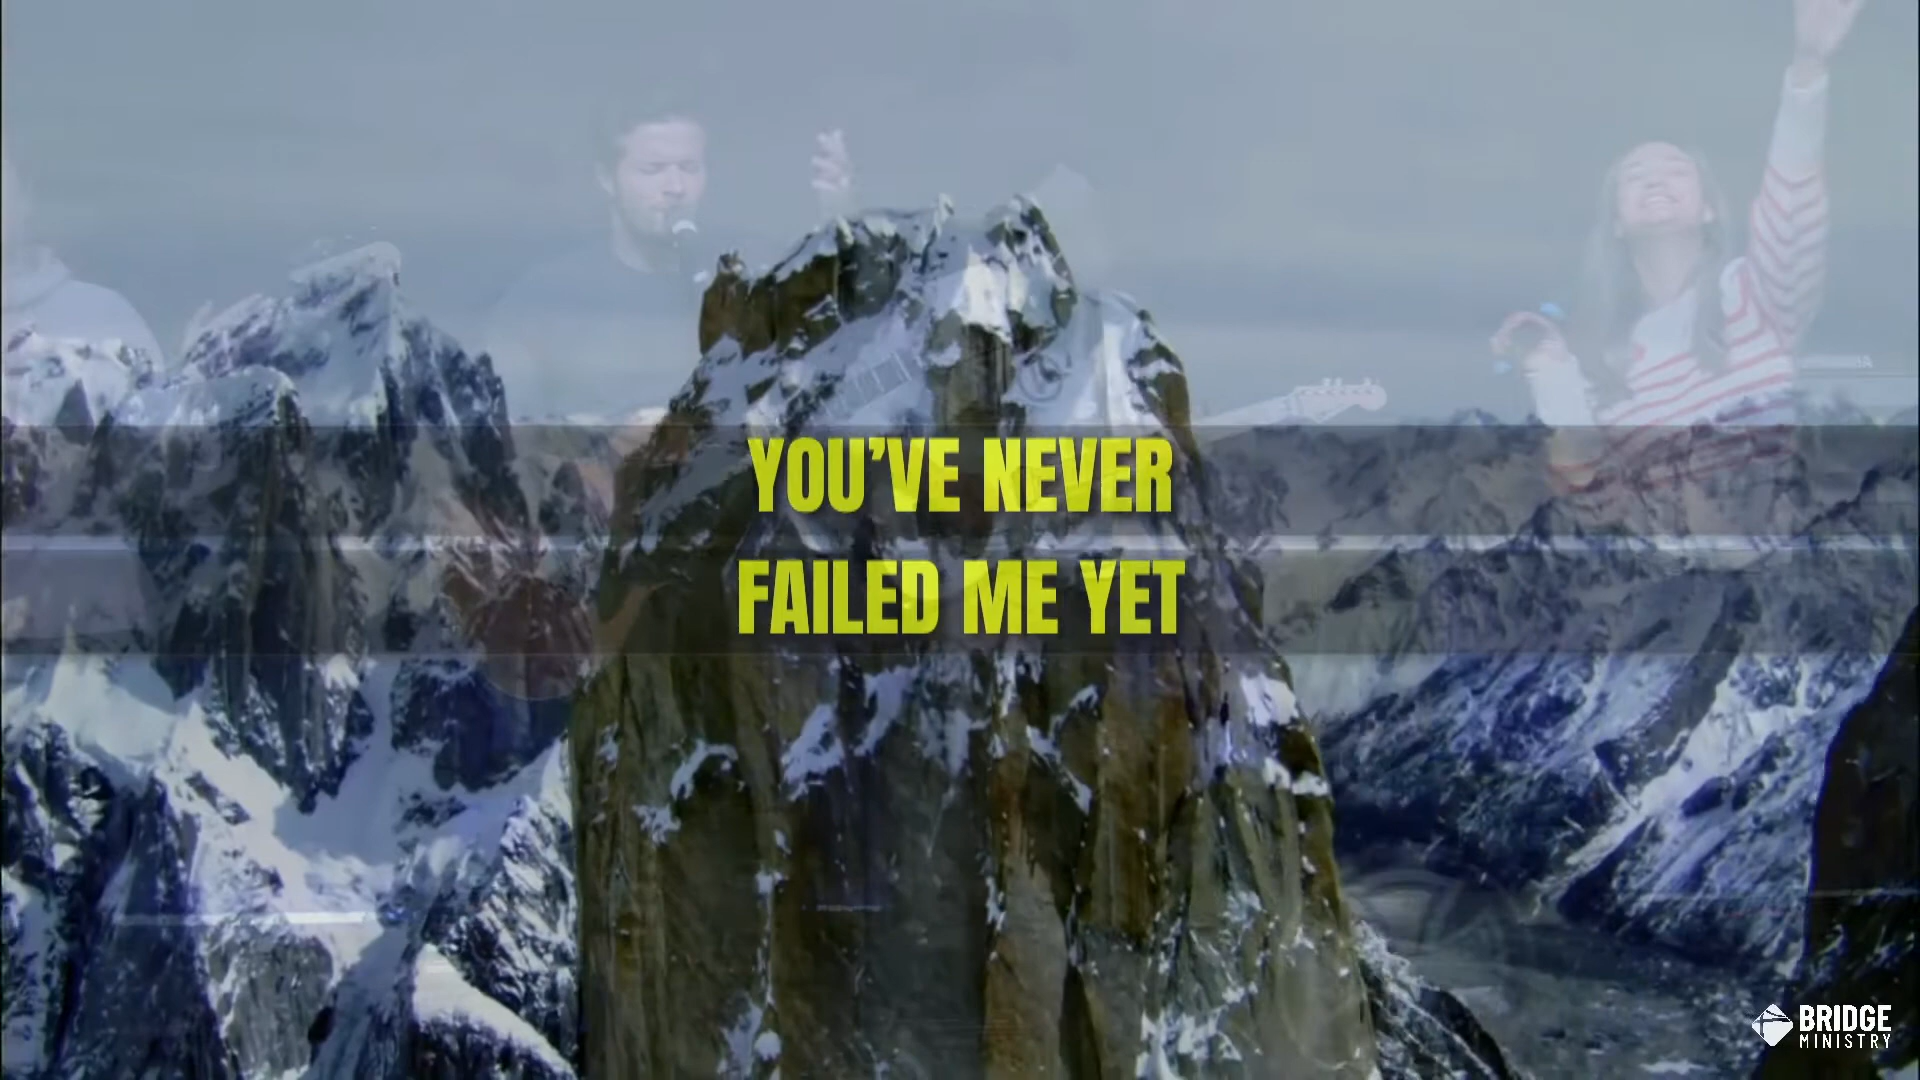 YOU'VE NEVER
FAILED ME YET
BRIDGE
MINISTRY